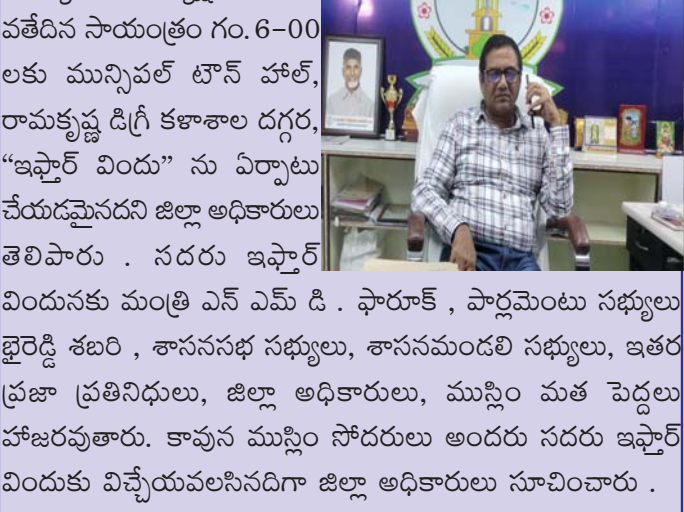 వతేదిన సాయంత్రం గం. 6-00
లకు మున్సిపల్ టౌన్ హాల్,
రామకృష్ణ డిగ్రీ కళాశాల దగ్గర,
“ఇఫ్తార్ విందు” ను ఏర్పాటు
చేయడమైనదని జిల్లా అధికారులు
తెలిపారు . సదరు ఇఫ్తార్
విందునకు మంత్రి ఎన్ ఎమ్ డి . ఫారూక్ , పార్లమెంటు సభ్యులు
భైరెడ్డి శబరి , శాసనసభ సభ్యులు, శాసనమండలి సభ్యులు, ఇతర
ప్రజా ప్రతినిధులు, జిల్లా అధికారులు, ముస్లిం మత పెద్దలు
హాజరవుతారు. కావున ముస్లిం సోదరులు అందరు సదరు ఇఫ్తార్
విందుకు విచ్చేయవలసినదిగా జిల్లా అధికారులు సూచించారు .